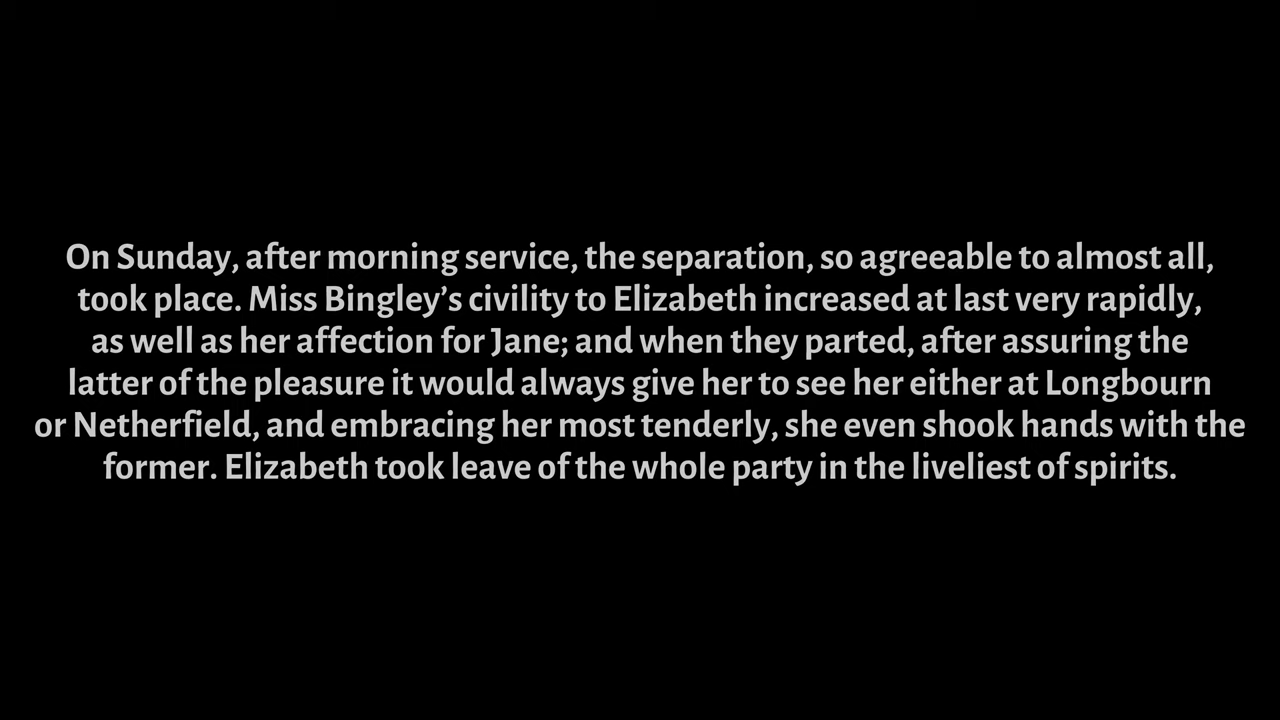 On Sunday, after morning service, the separation, so agreeable to almost all,
took place. Miss Bingley’s civility to Elizabeth increased at last very rapidly,
as well as her affection for Jane; and when they parted, after assuring the
latter of the pleasure it would always give her to see her either at Longbourn
or Netherfield, and embracing her most tenderly, she even shook hands with the
former. Elizabeth took leave of the whole party in the liveliest of spirits.